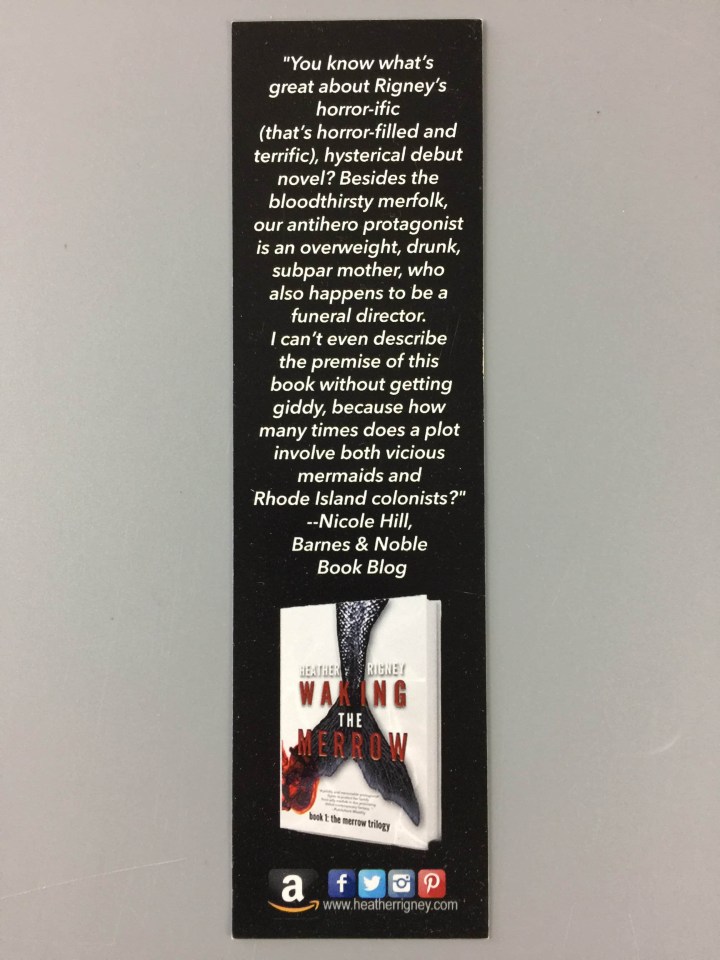 "You know what's
great about Rigney's
horror-ific
(that's horror-filled and
terrific), hysterical debut
novel? Besides the
bloodthirsty merfolk,
our antihero protagonist
is an overweight, drunk,
subpar mother, who
also happens to be a
funeral director.
I can't even describe
the premise of this
book without getting
giddy, because how
many times does a plot
involve both vicious
mermaids and
Rhode Island colonists?"
--Nicole Hill,
Barnes & Noble
Book Blog
HEATHER RIGNEY
WAKING
THE
MERROW
book 1: the merrow trilogy
a
www.heatherrigney.com